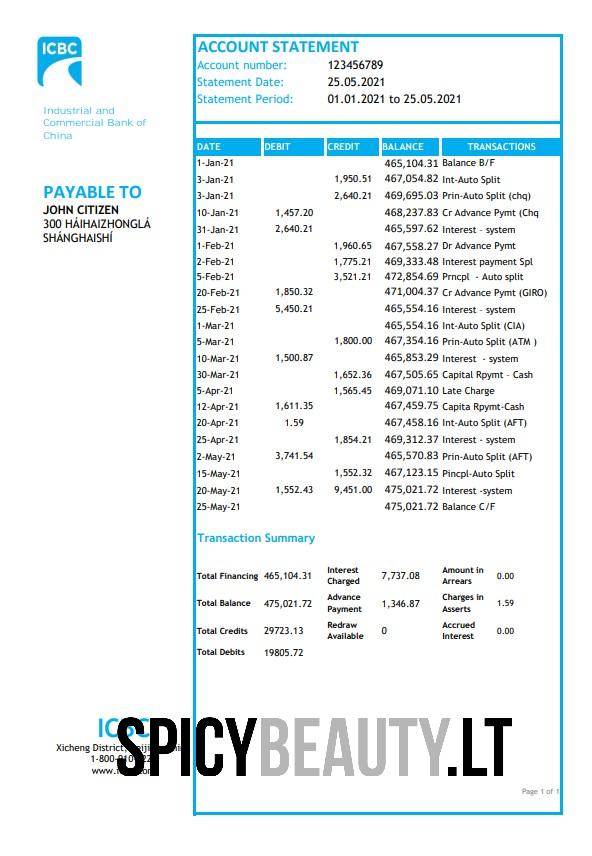 ICBC
Industrial and
Commercial Bank of
China
PAYABLE TO
JOHN CITIZEN
300 HÁIHAIZHONGLÁ
SHÁNGHAISHÍ
ACCOUNT STATEMENT
Account number: 123456789
Statement Date: 25.05.2021
Statement Period: 01.01.2021 to 25.05.2021
DATE DEBIT CREDIT BALANCE TRANSACTIONS
1-Jan-21 465,104.31 Balance B/F
3-Jan-21 1,950.51 467,054.82 Int-Auto Split
3-Jan-21 2,640.21 469,695.03 Prin-Auto Split (chq)
10-Jan-21 1,457.20 468,237.83 Cr Advance Pymt (Chq
31-Jan-21 2,640.21 465,597.62 Interest - system
1-Feb-21 1,960.65 467,558.27 Dr Advance Pymt
2-Feb-21 1,775.21 469,333.48 Interest payment Spl
5-Feb-21 3,521.21 472,854.69 Prncpl - Auto split
20-Feb-21 1,850.32 471,004.37 Cr Advance Pymt (GIRO)
25-Feb-21 5,450.21 465,554.16 Interest - system
1-Mar-21 465,554.16 Int-Auto Split (CIA)
5-Mar-21 1,800.00 467,354.16 Prin-Auto Split (ATM )
10-Mar-21 1,500.87 465,853.29 Interest - system
30-Mar-21 1,652.36 467,505.65 Capital Rpymt - Cash
5-Apr-21 1,565.45 469,071.10 Late Charge
12-Apr-21 1,611.35 467,459.75 Capita Rpymt-Cash
20-Apr-21 1.59 467,458.16 Int-Auto Split (AFT)
25-Apr-21 1,854.21 469,312.37 Interest - system
2-May-21 3,741.54 465,570.83 Prin-Auto Split (AFT)
15-May-21 1,552.32 467,123.15 Pincpl-Auto Split
20-May-21 1,552.43 9,451.00 475,021.72 Interest -system
25-May-21 475,021.72 Balance C/F
Transaction Summary
Total Financing 465,104.31 Interest Charged 7,737.08 Amount in Arrears 0.00
Total Balance 475,021.72 Advance Payment 1,346.87 Charges in Asserts 1.59
Total Credits 29723.13 Redraw Available 0 Accrued Interest 0.00
Total Debits 19805.72
ICBC
Xicheng District,
1-800-
www.
SPICYBEAUTY.LT
Page 1 of 1